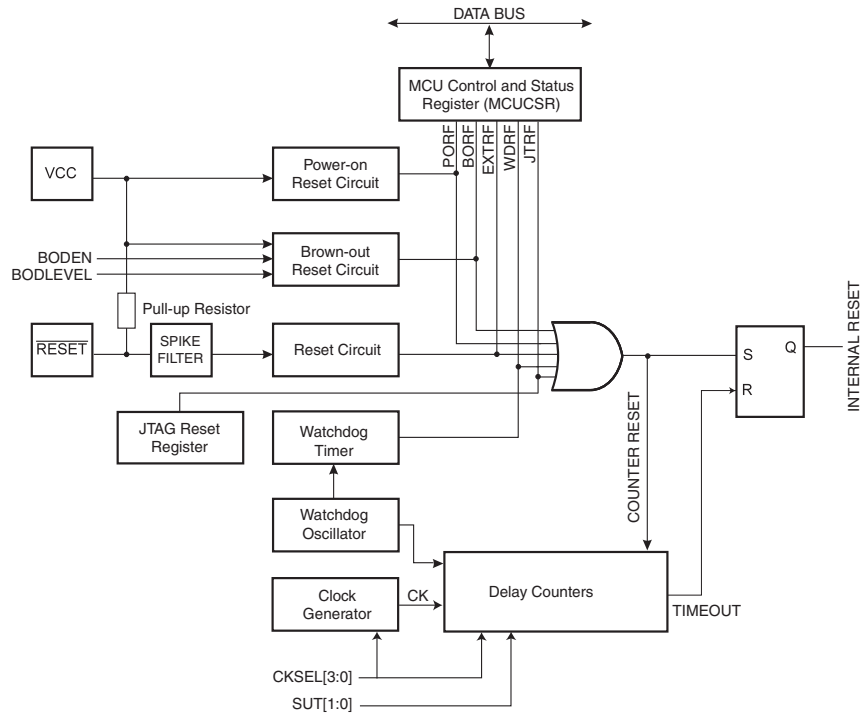 DATA BUS
MCU Control and Status
Register (MCUCSR)
PORF
BORF
EXTRF
WDRF
JTRF
VCC
Power-on
Reset Circuit
BODEN
BODLEVEL
Brown-out
Reset Circuit
Pull-up Resistor
RESET
SPIKE
FILTER
Reset Circuit
S
Q
R
INTERNAL RESET
JTAG Reset
Register
Watchdog
Timer
COUNTER RESET
Watchdog
Oscillator
Clock
Generator
CK
Delay Counters
TIMEOUT
CKSEL[3:0]
SUT[1:0]